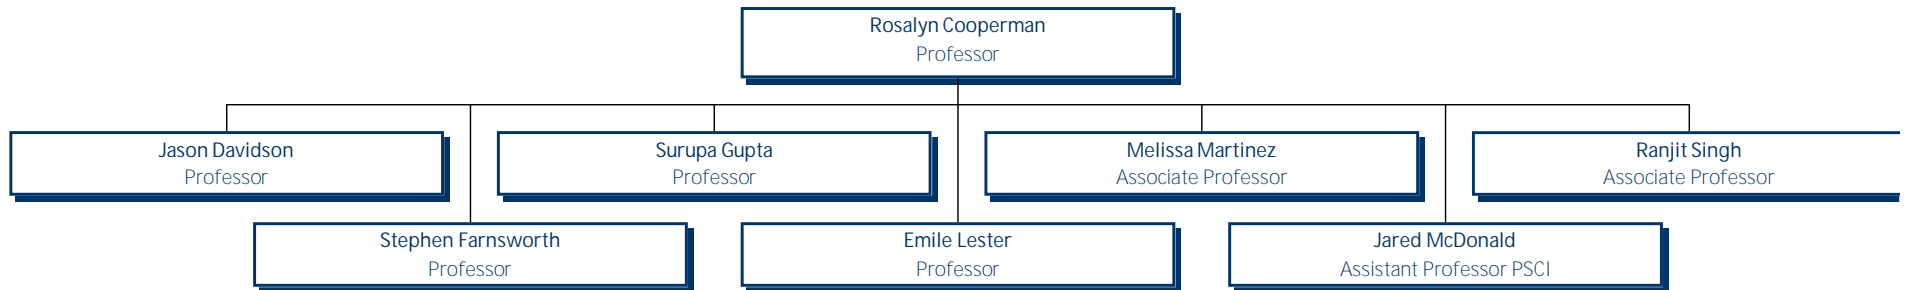 Rosalyn Cooperman
Professor
Jason Davidson
Professor
Surupa Gupta
Professor
Melissa Martinez
Associate Professor
Ranjit Singh
Associate Professor
Stephen Farnsworth
Professor
Emile Lester
Professor
Jared McDonald
Assistant Professor PSCI